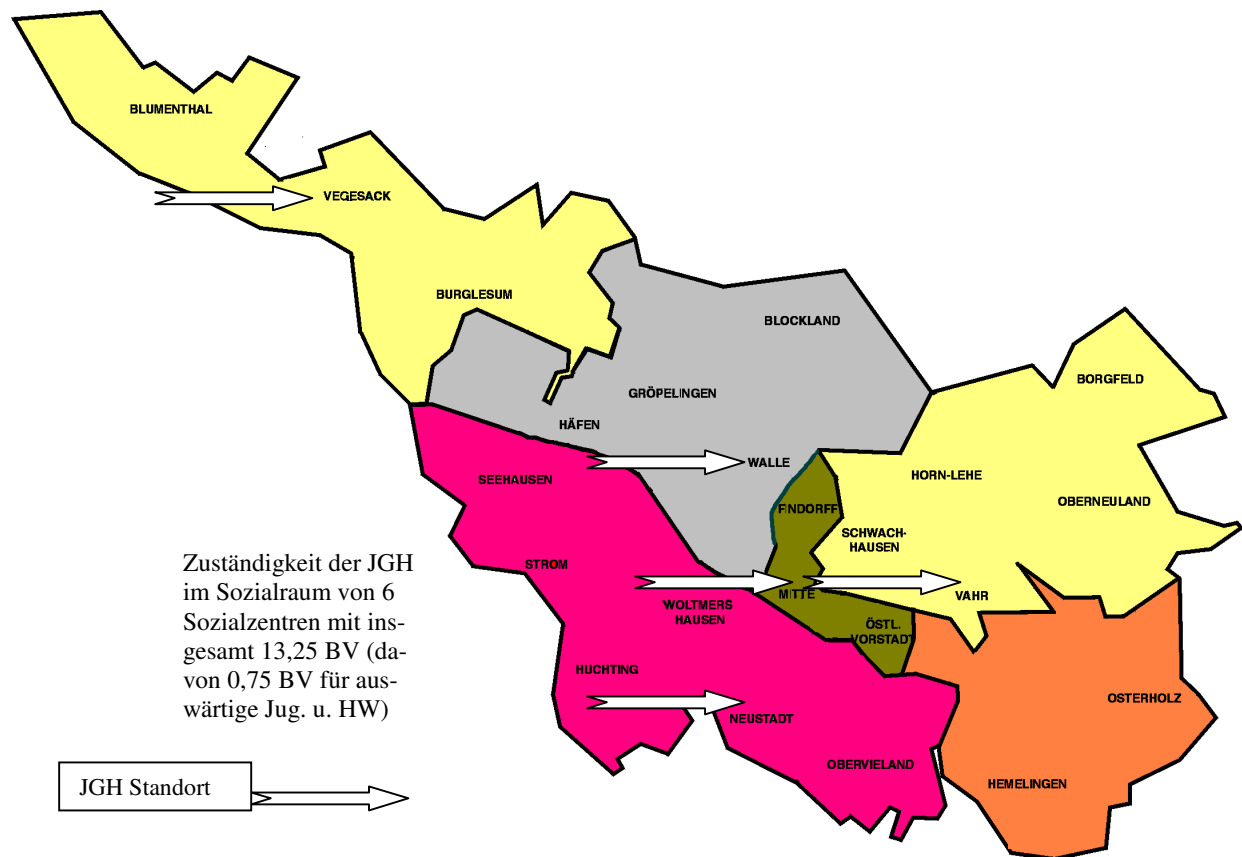 BLUMENTHAL
VEGESACK
BURGLESUM
BLOCKLAND
GRÖPELINGEN
BORGFELD
HÄFEN
WALLE
HORN-LEHE
SEEHAUSEN
OBERNEULAND
FINDORFF
SCHWACH-
HAUSEN
STROM
MITTE
VAHR
WOLTMERS
HAUSEN
ÖSTL.
VORSTADT
HUCHTING
OSTERHOLZ
NEUSTADT
OBERVIELAND
HEMELINGEN
Zuständigkeit der JGH
im Sozialraum von 6
Sozialzentren mit ins-
gesamt 13,25 BV (da-
von 0,75 BV für aus-
wärtige Jug. u. HW)
JGH Standort